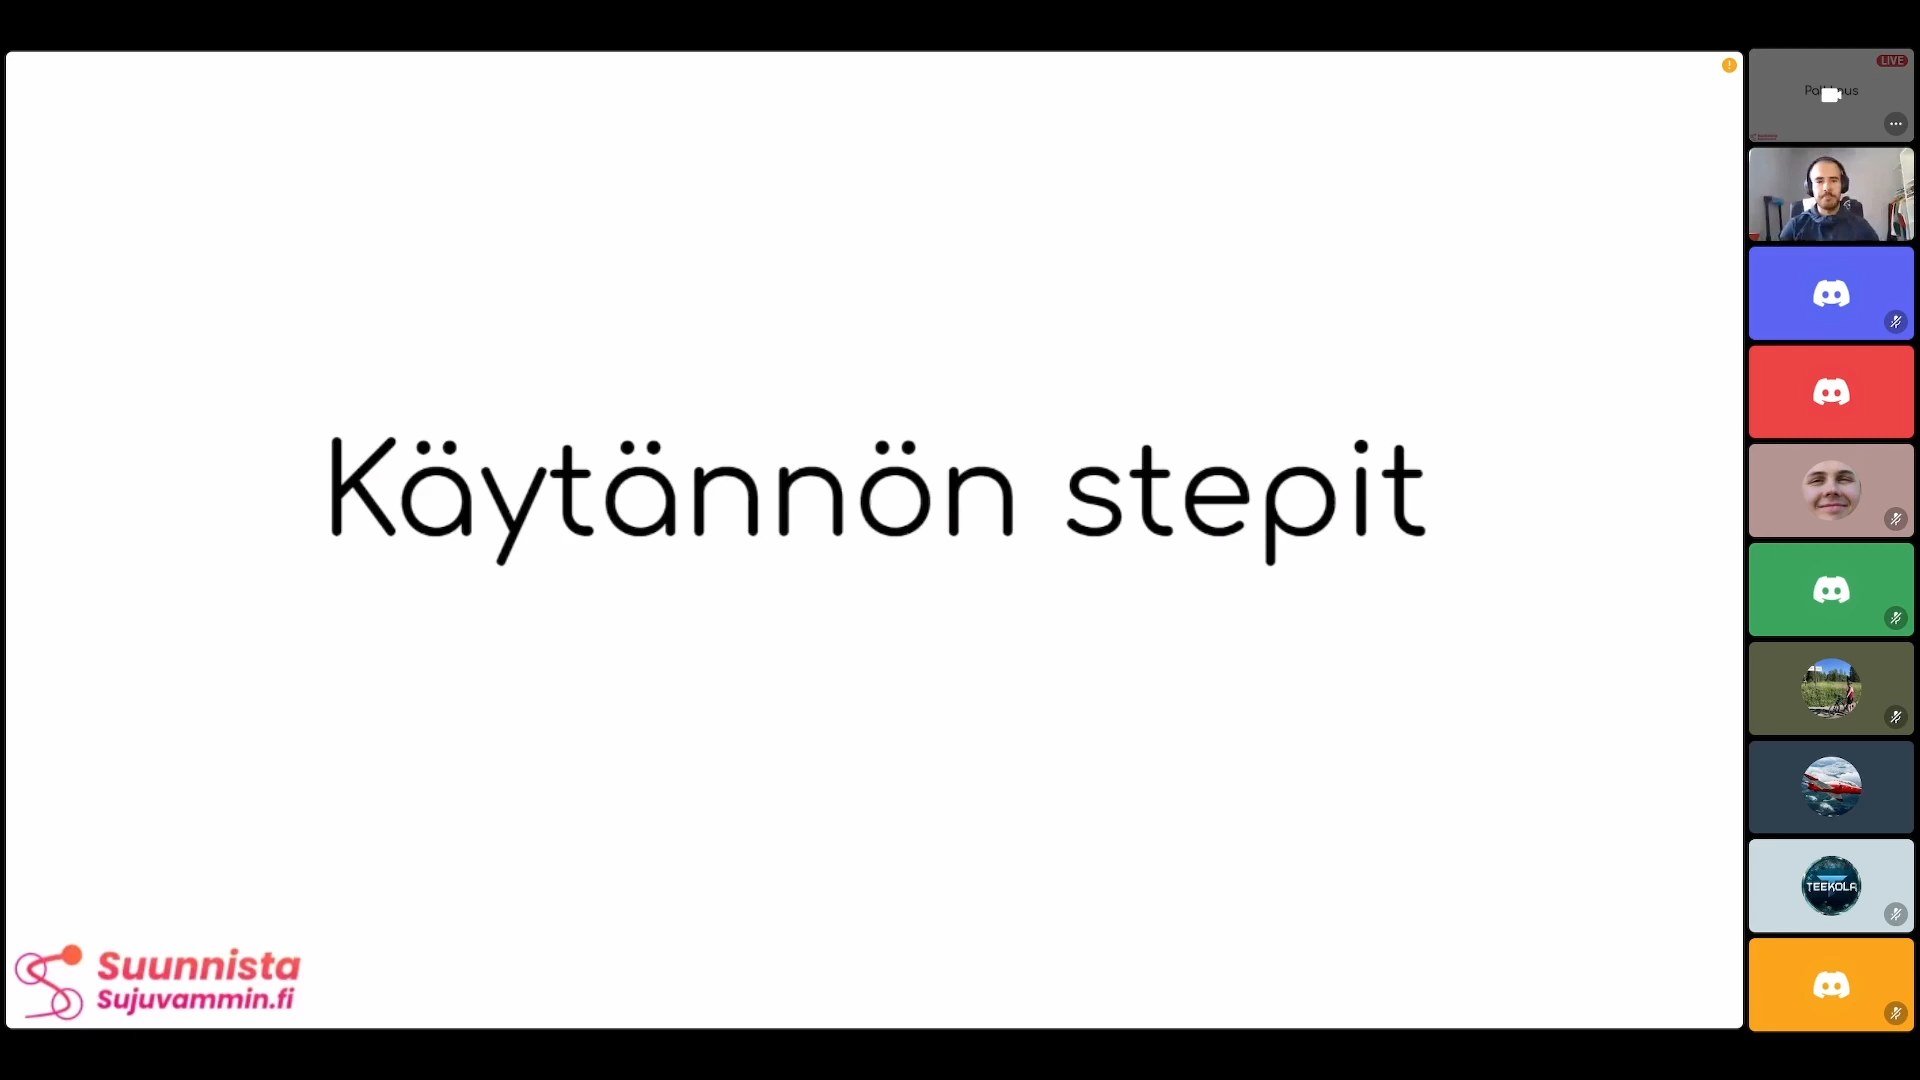 LIVE
Käytännön stepit
TEEKOLA
Suunnista
Sujuvammin.fi